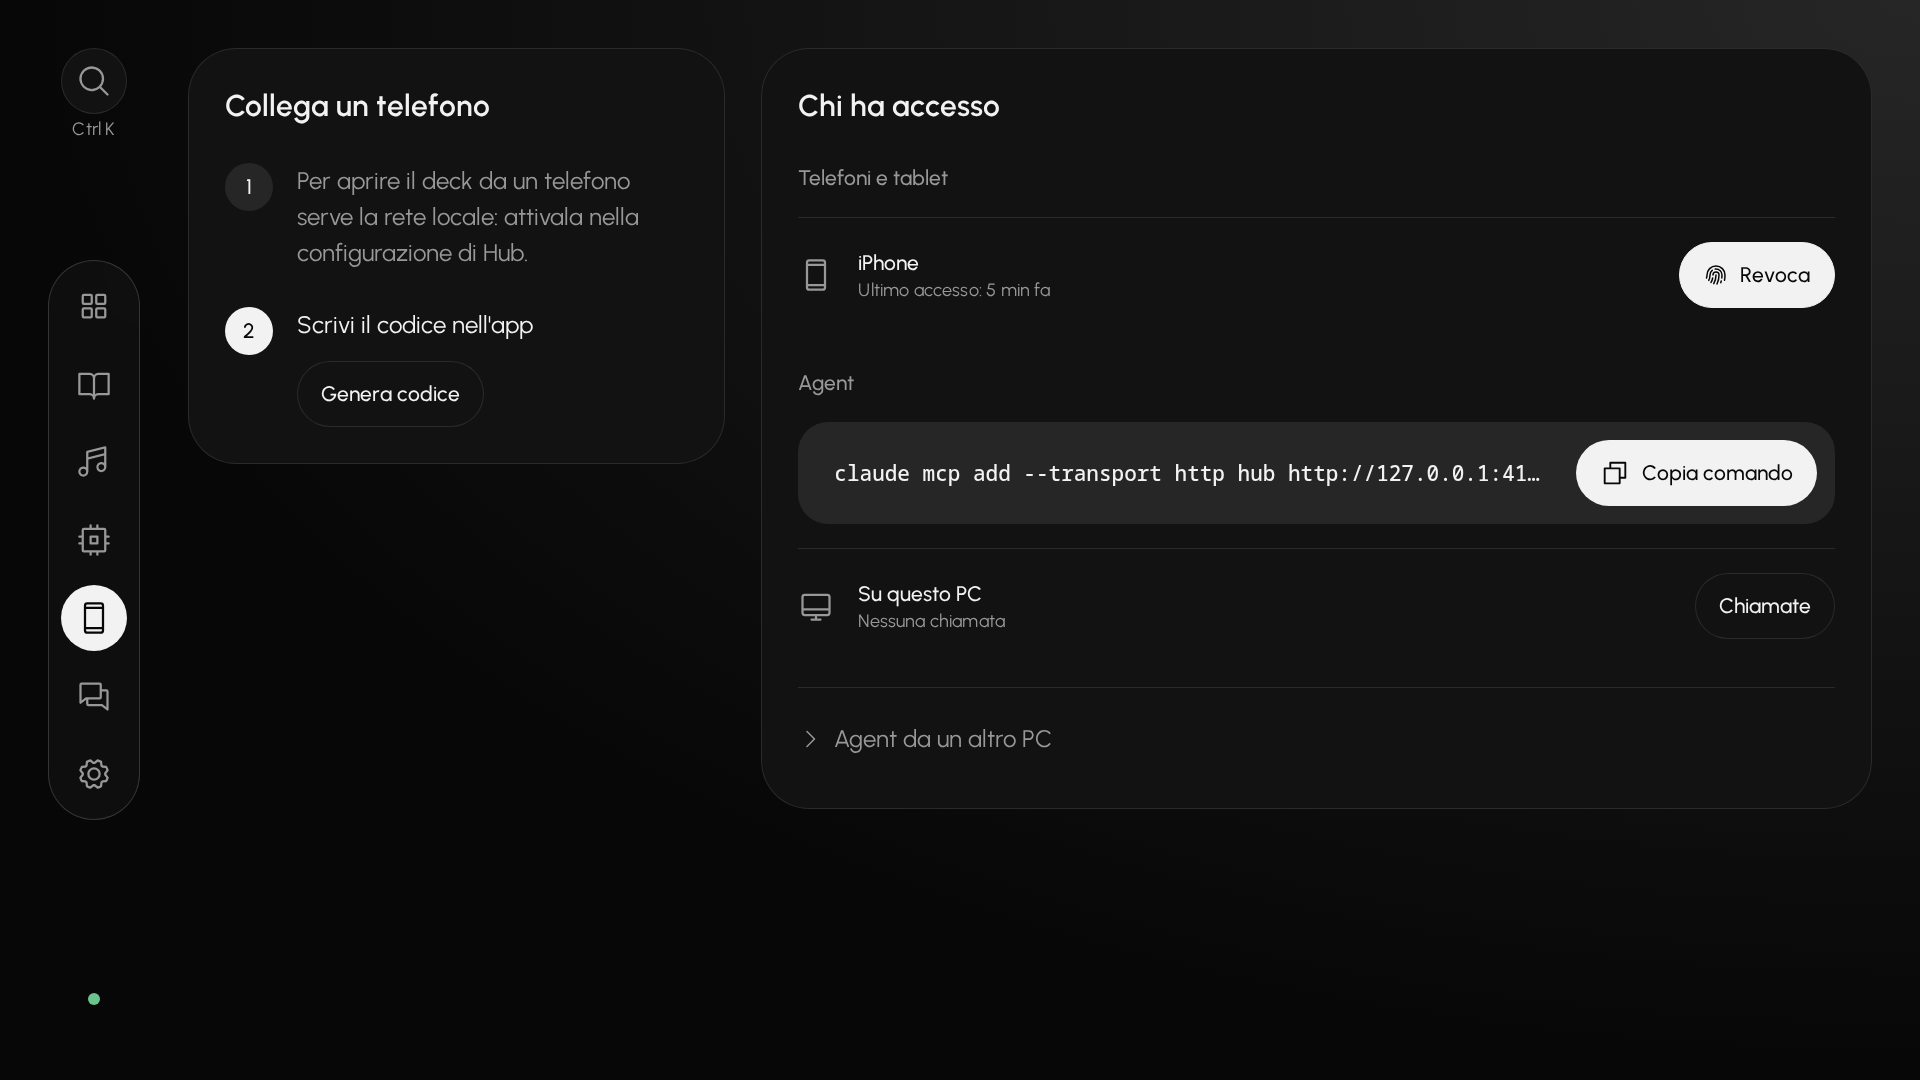 Ctrl K
Collega un telefono
1
Per aprire il deck da un telefono
serve la rete locale: attivala nella
configurazione di Hub.
2
Scrivi il codice nell'app
Genera codice
Chi ha accesso
Telefoni e tablet
iPhone
Ultimo accesso: 5 min fa
Revoca
Agent
claude mcp add --transport http hub http://127.0.0.1:41…
Copia comando
Su questo PC
Nessuna chiamata
Chiamate
Agent da un altro PC